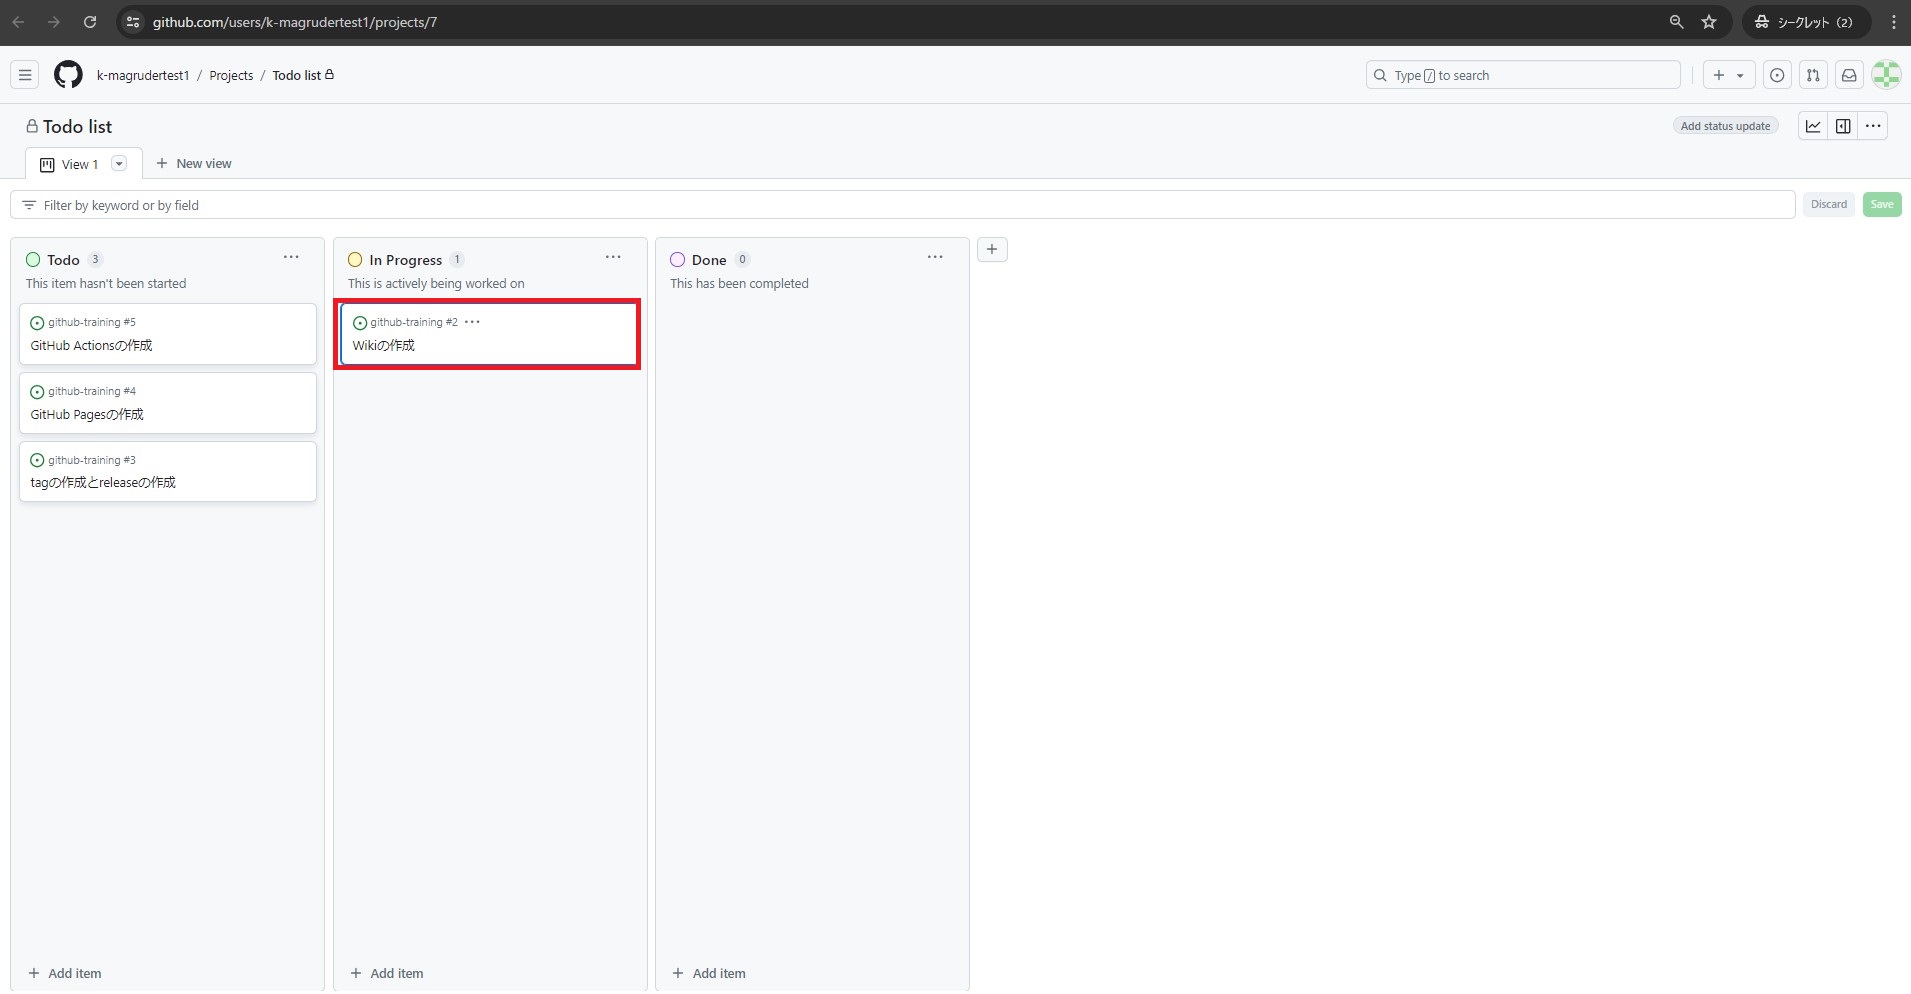 github.com/users/k-magrudertest1/projects/7
シークレット (2)
k-magrudertest1 / Projects / Todo list
Type / to search
Todo list
Add status update
View 1
New view
Filter by keyword or by field
Discard
Save
Todo 3
This item hasn't been started
github-training #5
GitHub Actionsの作成
github-training #4
GitHub Pagesの作成
github-training #3
tagの作成とreleaseの作成
Add item
In Progress 1
This is actively being worked on
github-training #2
Wikiの作成
Add item
Done 0
This has been completed
Add item